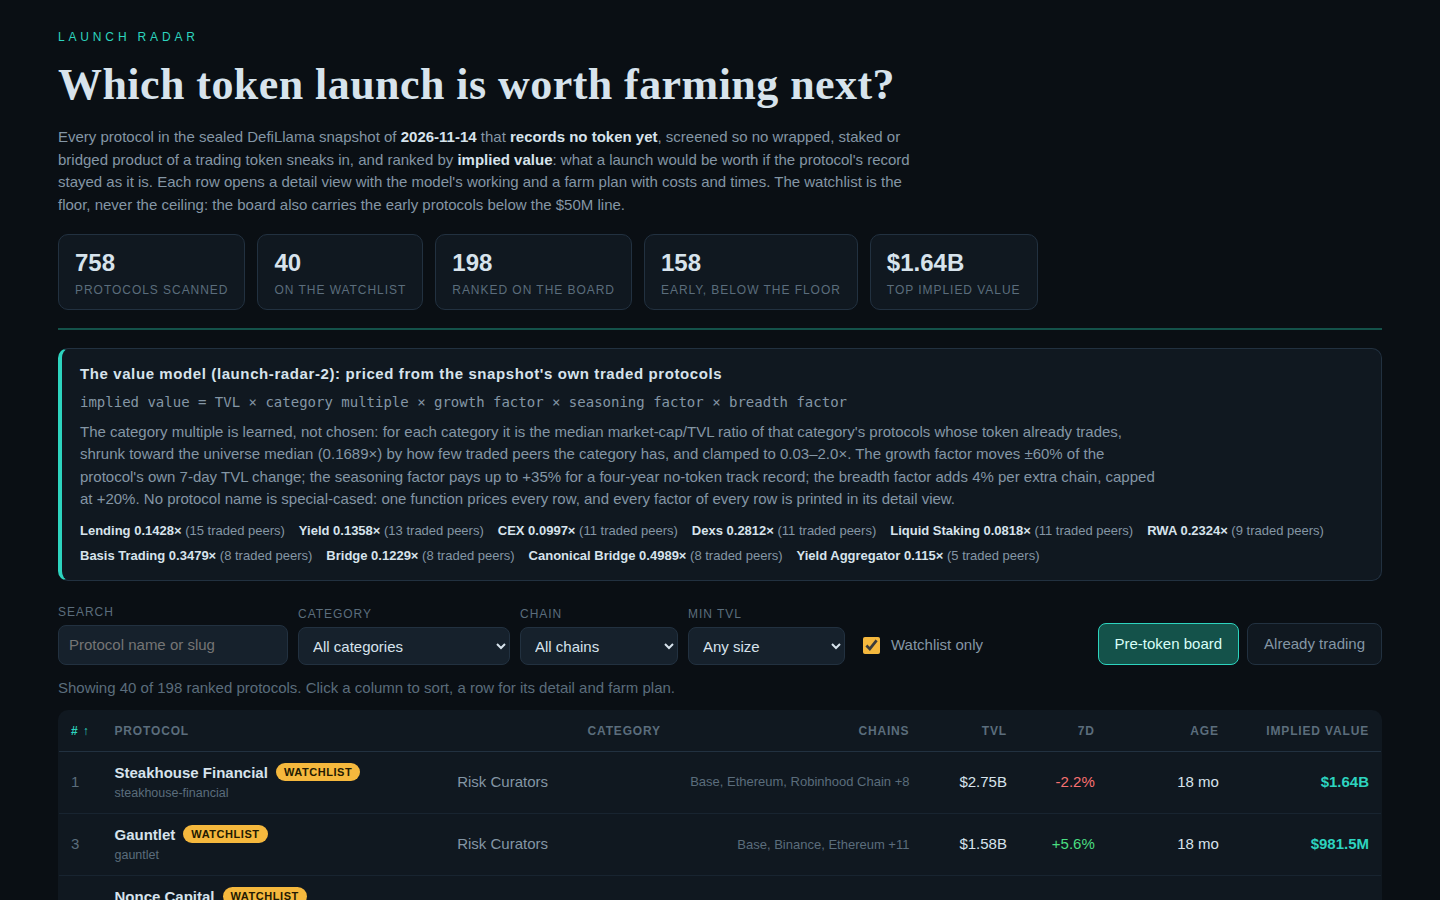 LAUNCH RADAR
Which token launch is worth farming next?
Every protocol in the sealed DefiLlama snapshot of 2026-11-14 that records no token yet, screened so no wrapped, staked or
bridged product of a trading token sneaks in, and ranked by implied value: what a launch would be worth if the protocol's record
stayed as it is. Each row opens a detail view with the model's working and a farm plan with costs and times. The watchlist is the
floor, never the ceiling: the board also carries the early protocols below the $50M line.
758 40 198 158 $1.64B
PROTOCOLS SCANNED ON THE WATCHLIST RANKED ON THE BOARD EARLY, BELOW THE FLOOR TOP IMPLIED VALUE
The value model (launch-radar-2): priced from the snapshot's own traded protocols
implied value = TVL × category multiple × growth factor × seasoning factor × breadth factor
The category multiple is learned, not chosen: for each category it is the median market-cap/TVL ratio of that category's protocols whose token already trades,
shrunk toward the universe median (0.1689×) by how few traded peers the category has, and clamped to 0.03–2.0×. The growth factor moves ±60% of the
protocol's own 7-day TVL change; the seasoning factor pays up to +35% for a four-year no-token track record; the breadth factor adds 4% per extra chain, capped
at +20%. No protocol name is special-cased: one function prices every row, and every factor of every row is printed in its detail view.
Lending 0.1428× (15 traded peers) Yield 0.1358× (13 traded peers) CEX 0.0997× (11 traded peers) Dexs 0.2812× (11 traded peers) Liquid Staking 0.0818× (11 traded peers) RWA 0.2324× (9 traded peers)
Basis Trading 0.3479× (8 traded peers) Bridge 0.1229× (8 traded peers) Canonical Bridge 0.4989× (8 traded peers) Yield Aggregator 0.115× (5 traded peers)
SEARCH CATEGORY CHAIN MIN TVL
Protocol name or slug All categories All chains Any size Watchlist only Pre-token board Already trading
Showing 40 of 198 ranked protocols. Click a column to sort, a row for its detail and farm plan.
# ↑ PROTOCOL CATEGORY CHAINS TVL 7D AGE IMPLIED VALUE
1 Steakhouse Financial WATCHLIST Risk Curators Base, Ethereum, Robinhood Chain +8 $2.75B -2.2% 18 mo $1.64B
steakhouse-financial
3 Gauntlet WATCHLIST Risk Curators Base, Binance, Ethereum +11 $1.58B +5.6% 18 mo $981.5M
gauntlet
Nonce Capital WATCHLIST